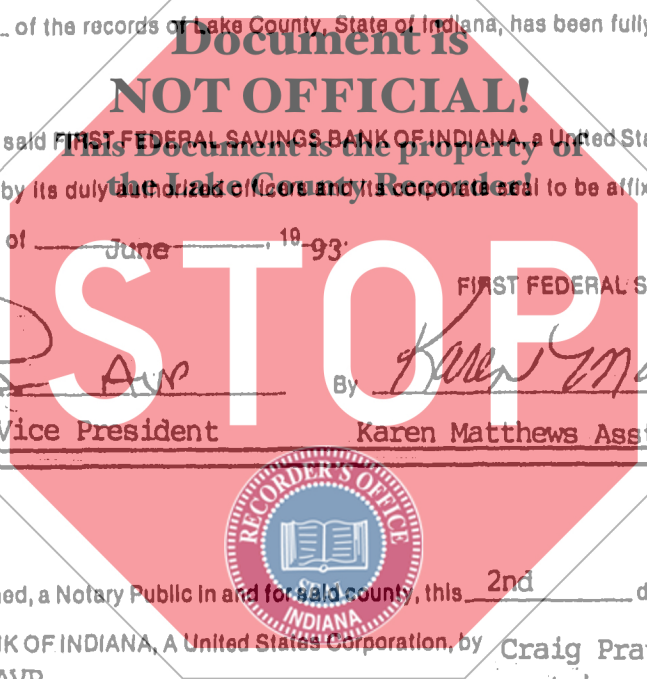 _ of the records of Lake County, State of Indiana, has been fully
Document is
NOT OFFICIAL!
said FIRST FEDERAL SAVINGS BANK OF INDIANA, a United Sta
This Document is the property of
by its duly authorized officers and its corporate seal to be affix
the Lake County Recorder!
of June, 19 93.
STOP
FIRST FEDERAL S
AVP By Karen Ma
Vice President Karen Matthews Asst
RECORDER'S OFFICE
SEAL
INDIANA
ned, a Notary Public in and for said county, this 2nd d
NK OF INDIANA, A United States Corporation, by Craig Pra
AVP